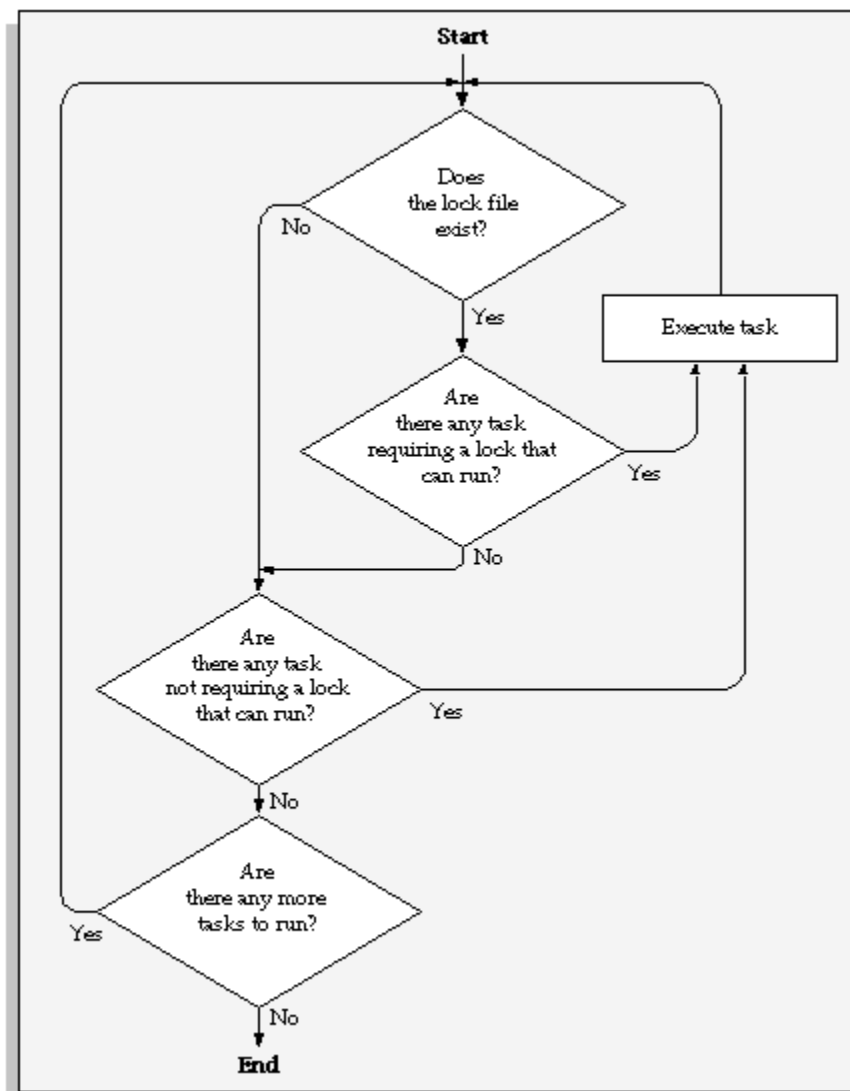 Start
Does
the lock file
exist?
No
Yes
Execute task
Are
there any task
requiring a lock that
can run?
Yes
No
Are
there any task
not requiring a lock
that can run?
Yes
No
Are
there any more
tasks to run?
Yes
No
End